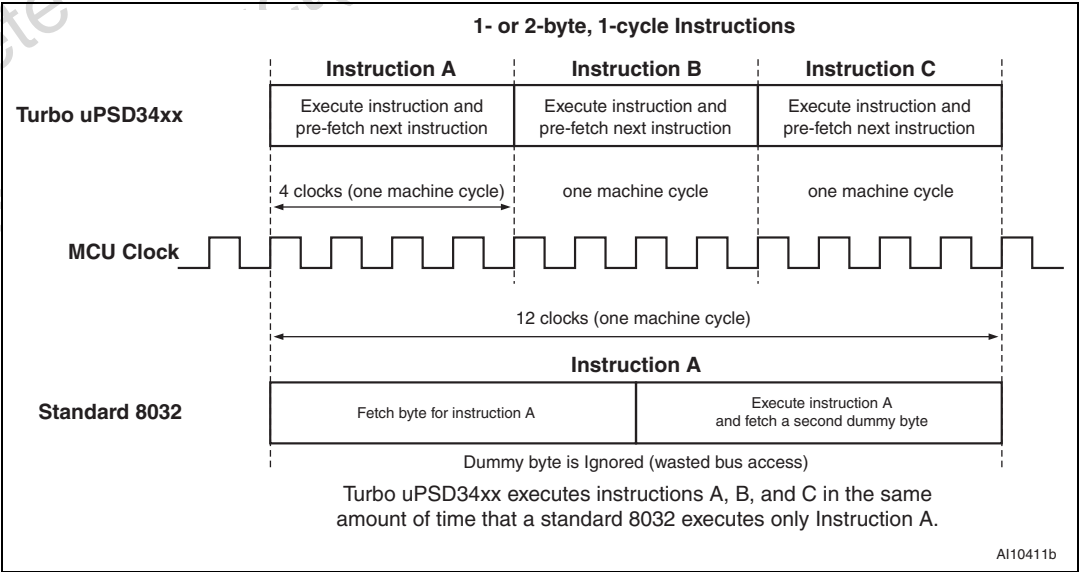 1- or 2-byte, 1-cycle Instructions
Instruction A Instruction B Instruction C
Turbo uPSD34xx
Execute instruction and
pre-fetch next instruction
Execute instruction and
pre-fetch next instruction
Execute instruction and
pre-fetch next instruction
4 clocks (one machine cycle) one machine cycle one machine cycle
MCU Clock
12 clocks (one machine cycle)
Instruction A
Standard 8032
Fetch byte for instruction A
Execute instruction A
and fetch a second dummy byte
Dummy byte is Ignored (wasted bus access)
Turbo uPSD34xx executes instructions A, B, and C in the same
amount of time that a standard 8032 executes only Instruction A.
AI10411b